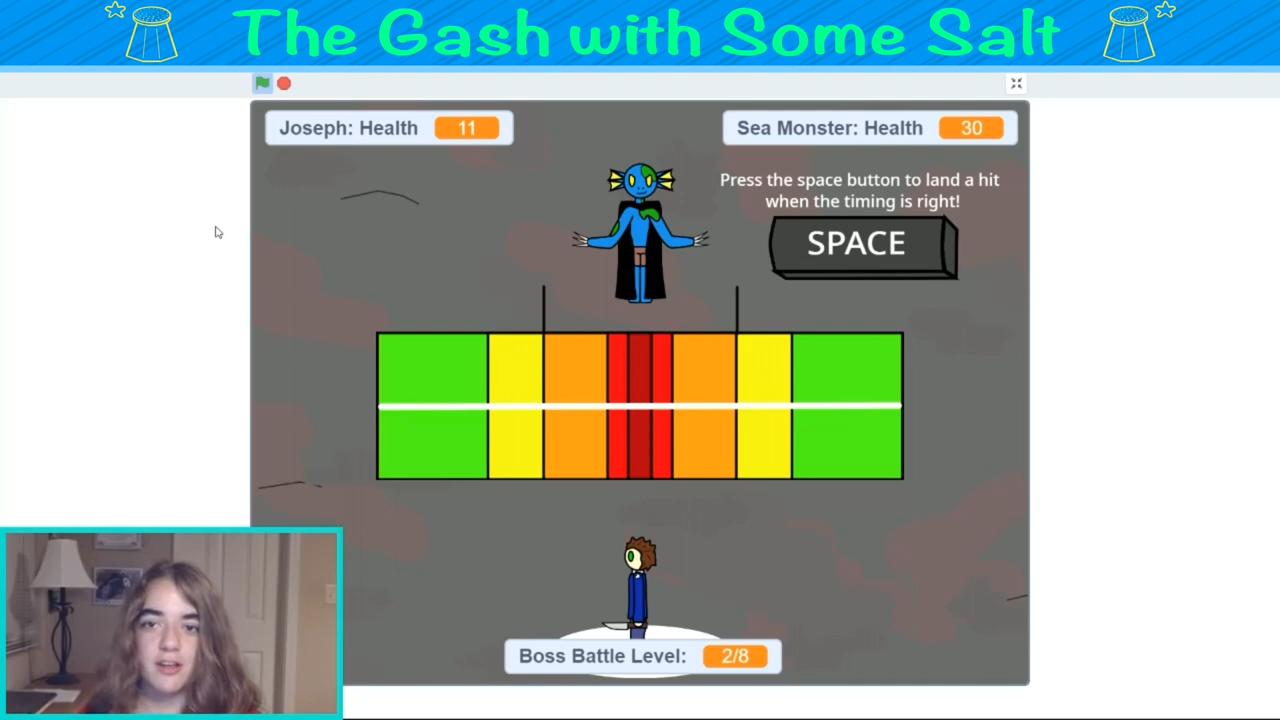 The Gash with Some Salt
Joseph: Health 11
Sea Monster: Health 30
Press the space button to land a hit
when the timing is right!
SPACE
Boss Battle Level: 2/8